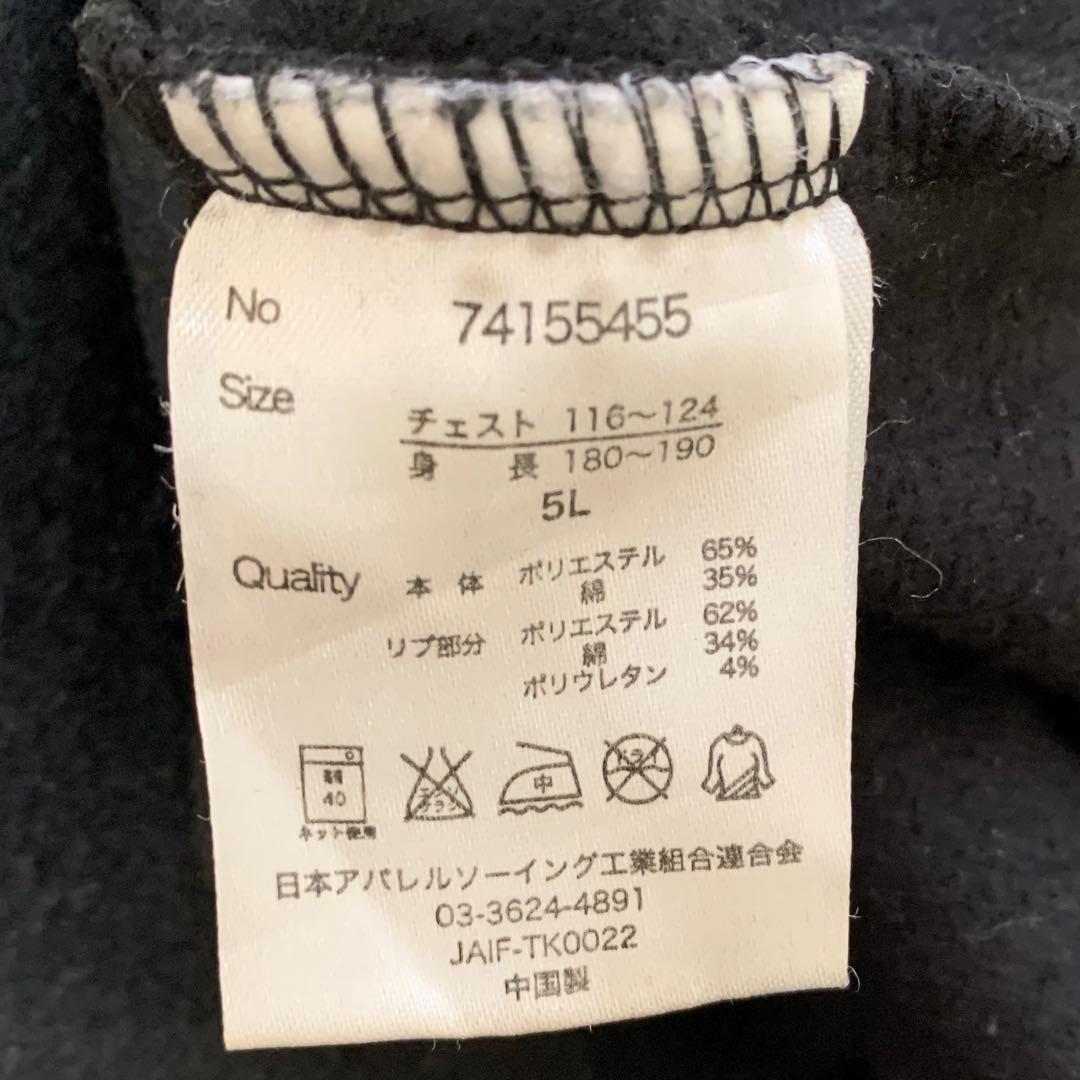 No 74155455
Size
チェスト 116～124
身長 180～190
5L
Quality 本体 ポリエステル 65%
綿 35%
リブ部分 ポリエステル 62%
綿 34%
ポリウレタン 4%
40 中 ドライ
ネット使用
日本アパレルソーイング工業組合連合会
03-3624-4891
JAIF-TK0022
中国製